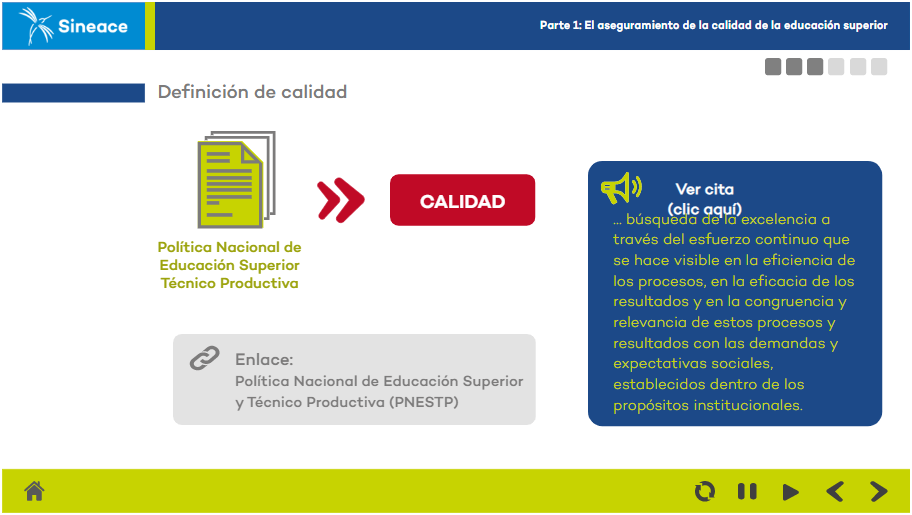 Sineace
Parte 1: El aseguramiento de la calidad de la educación superior
Definición de calidad
CALIDAD
Política Nacional de
Educación Superior
Técnico Productiva
Enlace:
Política Nacional de Educación Superior
y Técnico Productiva (PNESTP)
Ver cita
(clic aquí)
... búsqueda de la excelencia a
través del esfuerzo continuo que
se hace visible en la eficiencia de
los procesos, en la eficacia de los
resultados y en la congruencia y
relevancia de estos procesos y
resultados con las demandas y
expectativas sociales,
establecidos dentro de los
propósitos institucionales.